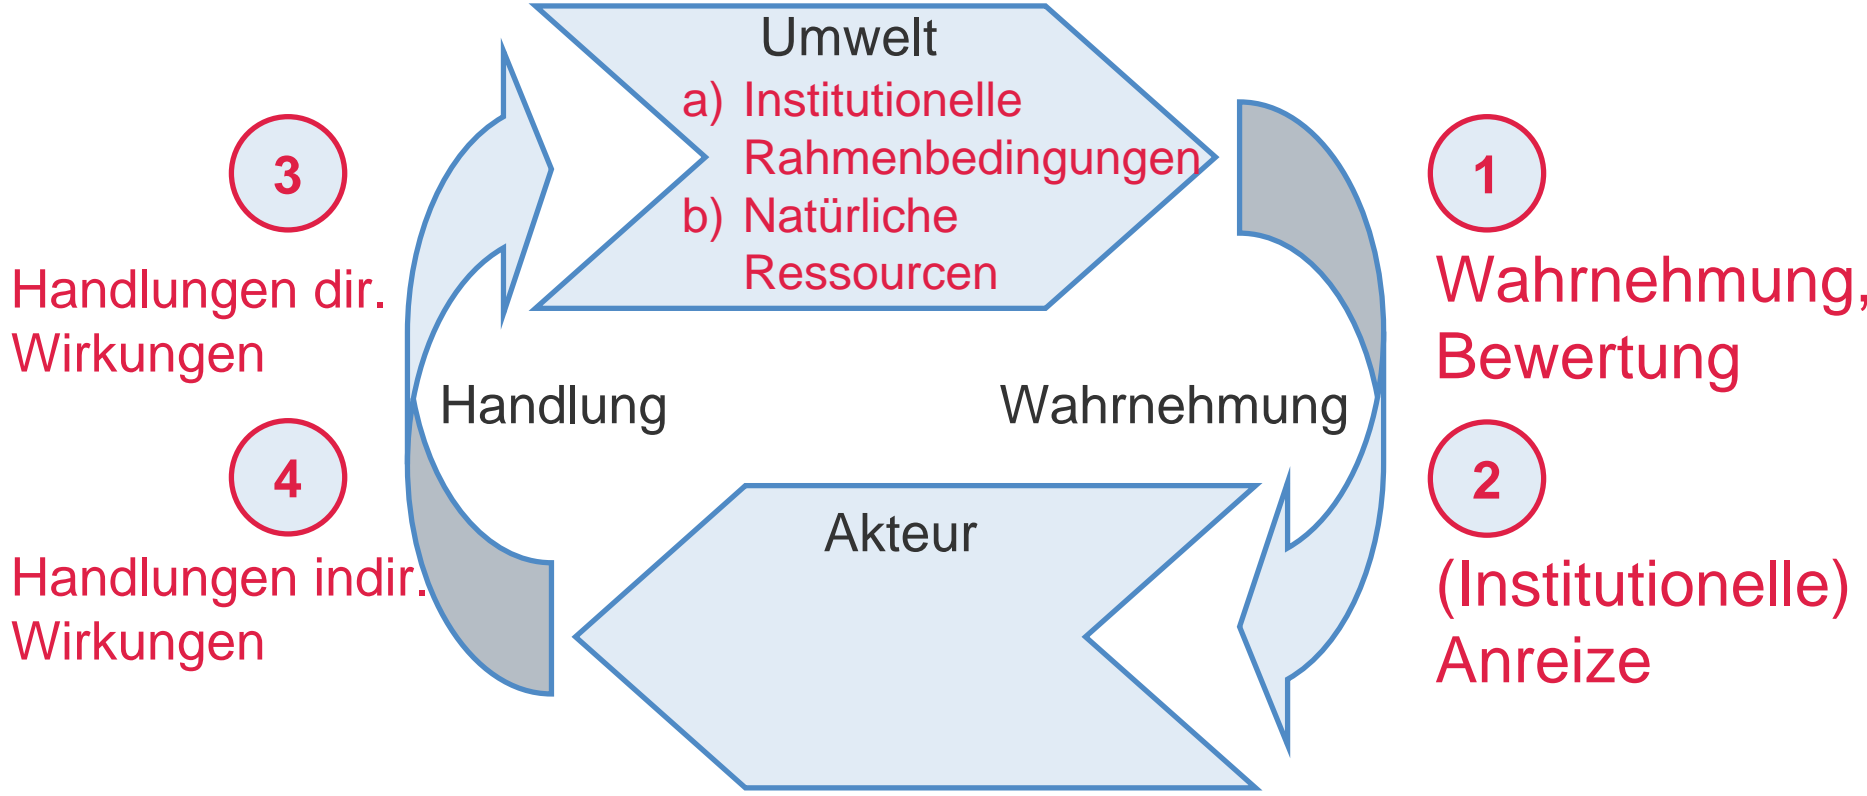 Umwelt
a) Institutionelle
Rahmenbedingungen
b) Natürliche
Ressourcen
3
Handlungen dir.
Wirkungen
1
Wahrnehmung,
Bewertung
Handlung
Wahrnehmung
4
Handlungen indir.
Wirkungen
2
(Institutionelle)
Anreize
Akteur